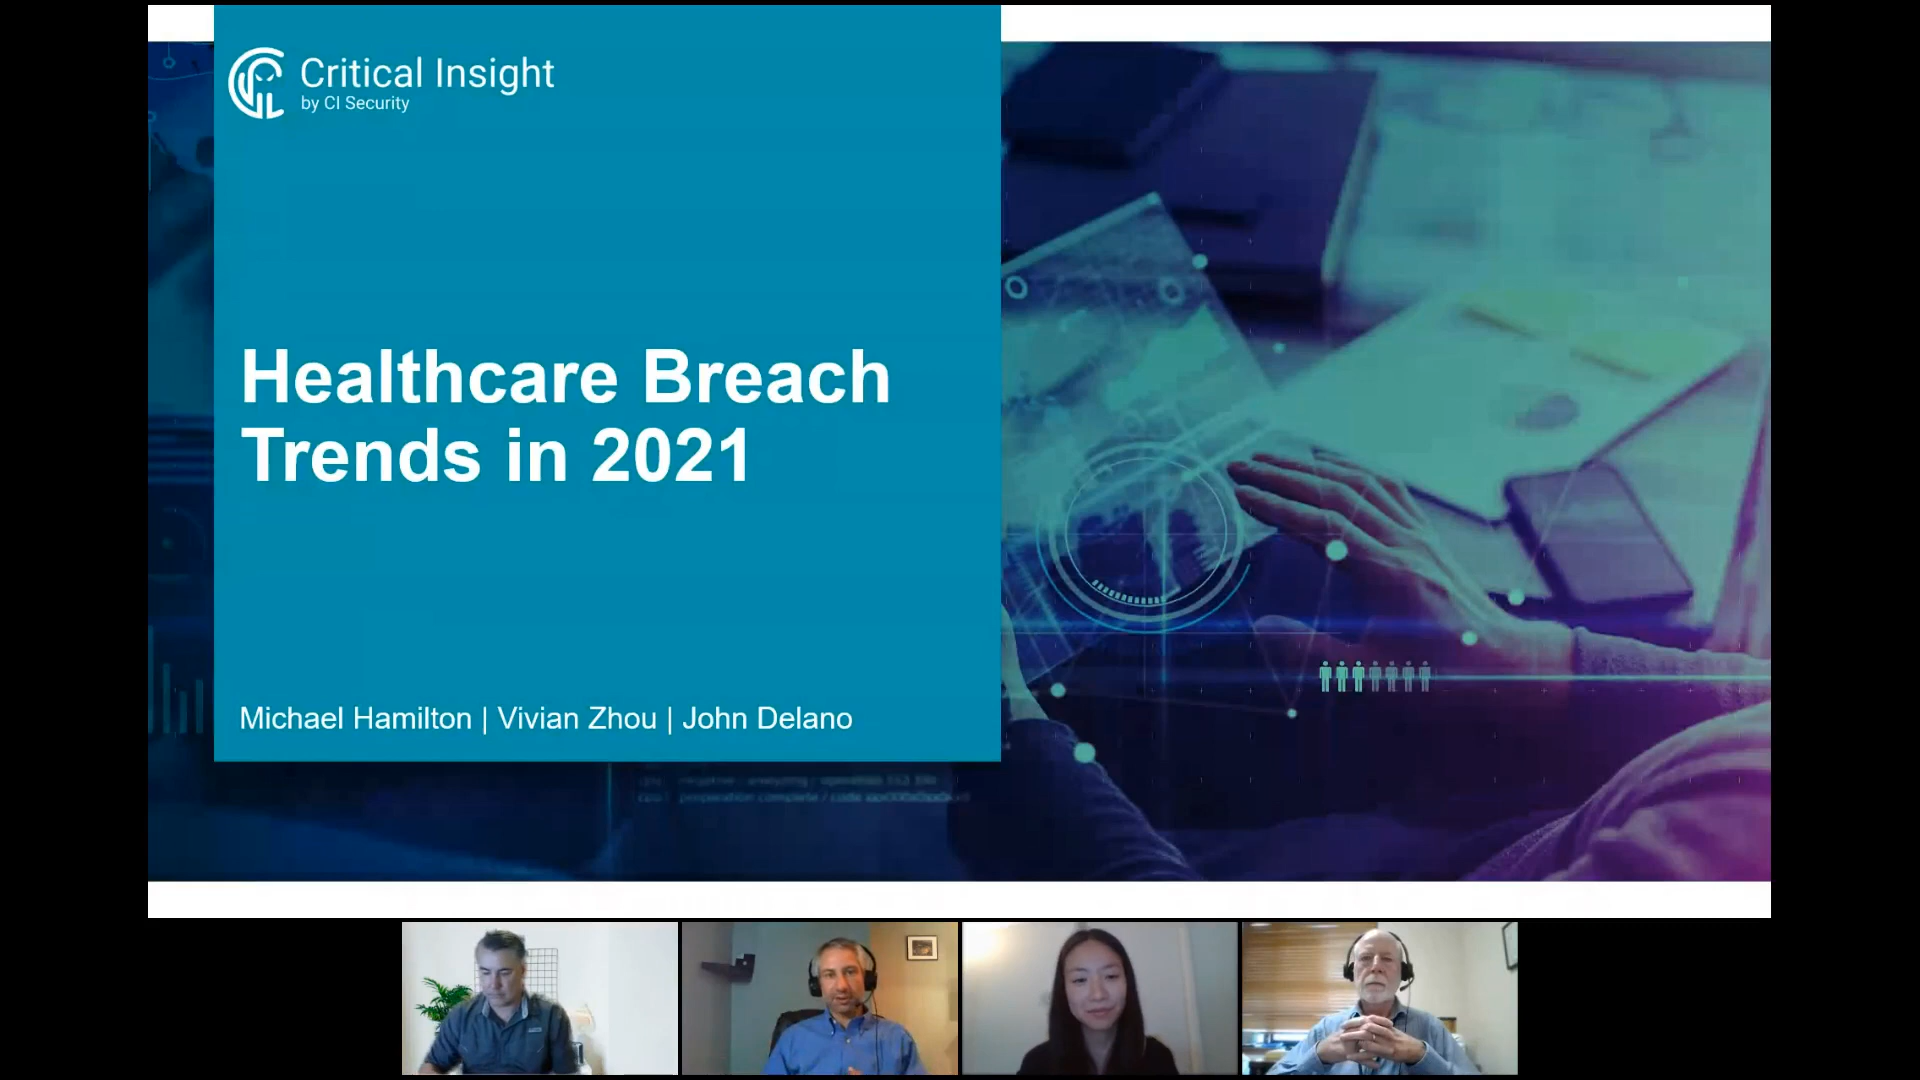 Critical Insight
by CI Security
Healthcare Breach
Trends in 2021
Michael Hamilton | Vivian Zhou | John Delano